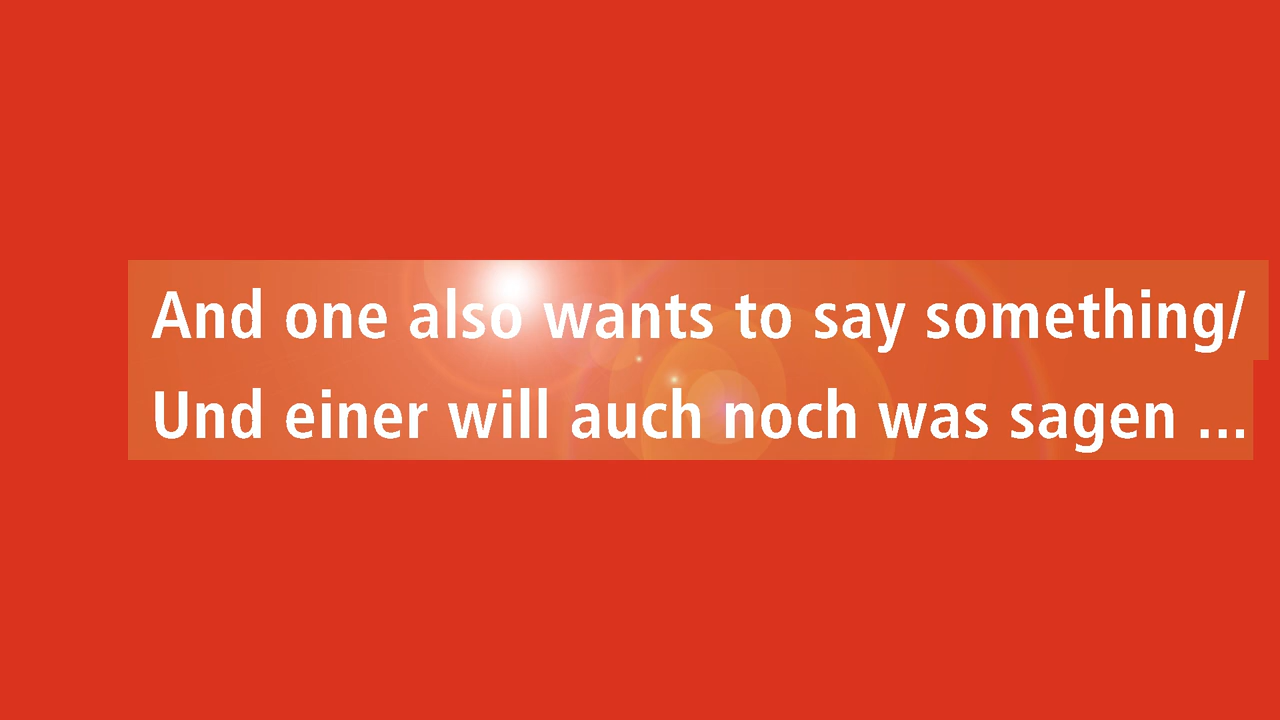 And one also wants to say something/
Und einer will auch noch was sagen ...